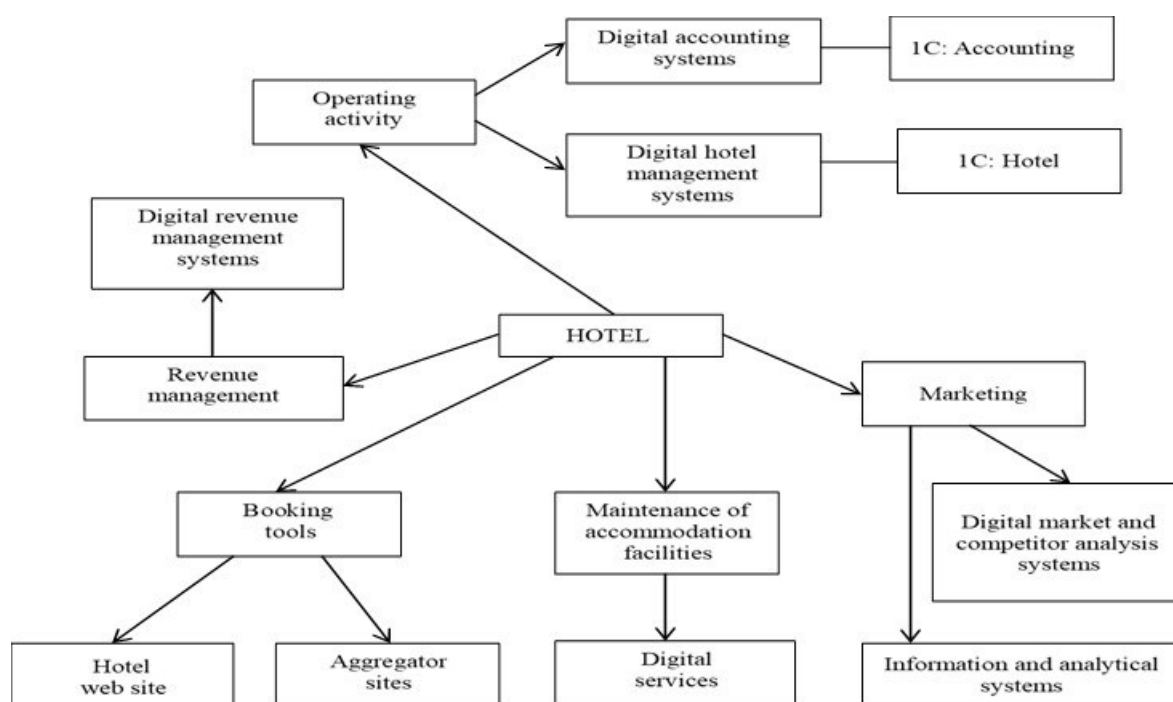 Digital accounting
systems
1C: Accounting
Operating
activity
Digital hotel
management
systems
1C: Hotel
Digital revenue
management
systems
HOTEL
Revenue
management
Marketing
Booking
tools
Maintenance of
accommodation
facilities
Digital market and
competitor analysis
systems
Hotel
web site
Aggregator
sites
Digital
services
Information and analytical
systems